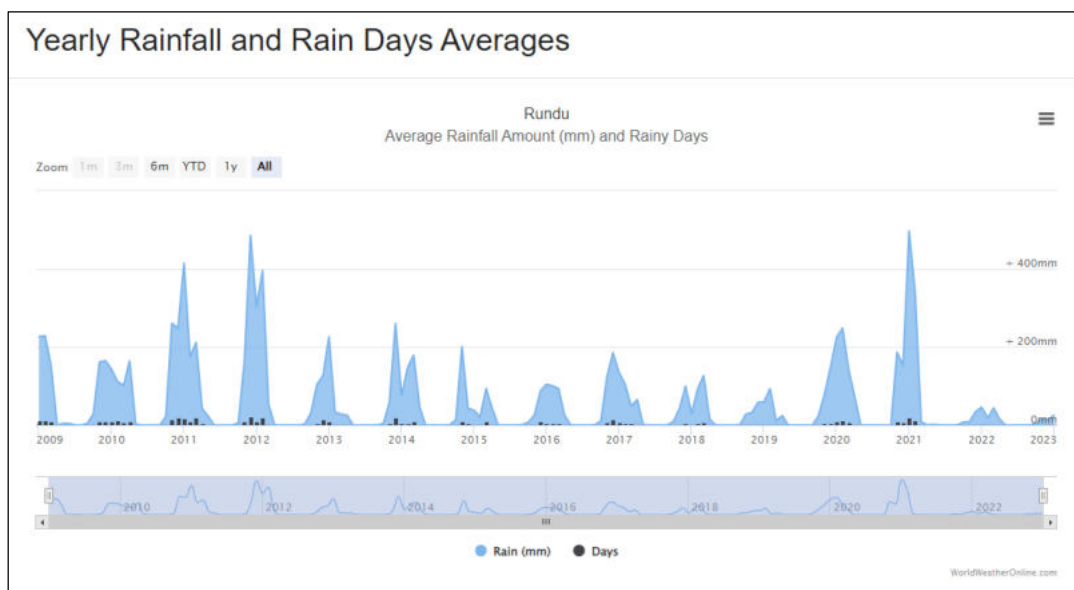 Yearly Rainfall and Rain Days Averages
Rundu
Average Rainfall Amount (mm) and Rainy Days
Zoom 1m 3m 6m YTD 1y All
400mm
200mm
0mm
2009 2010 2011 2012 2013 2014 2015 2016 2017 2018 2019 2020 2021 2022 2023
2010 2012 2014 2016 2018 2020 2022
Rain (mm) Days
WorldWeatherOnline.com